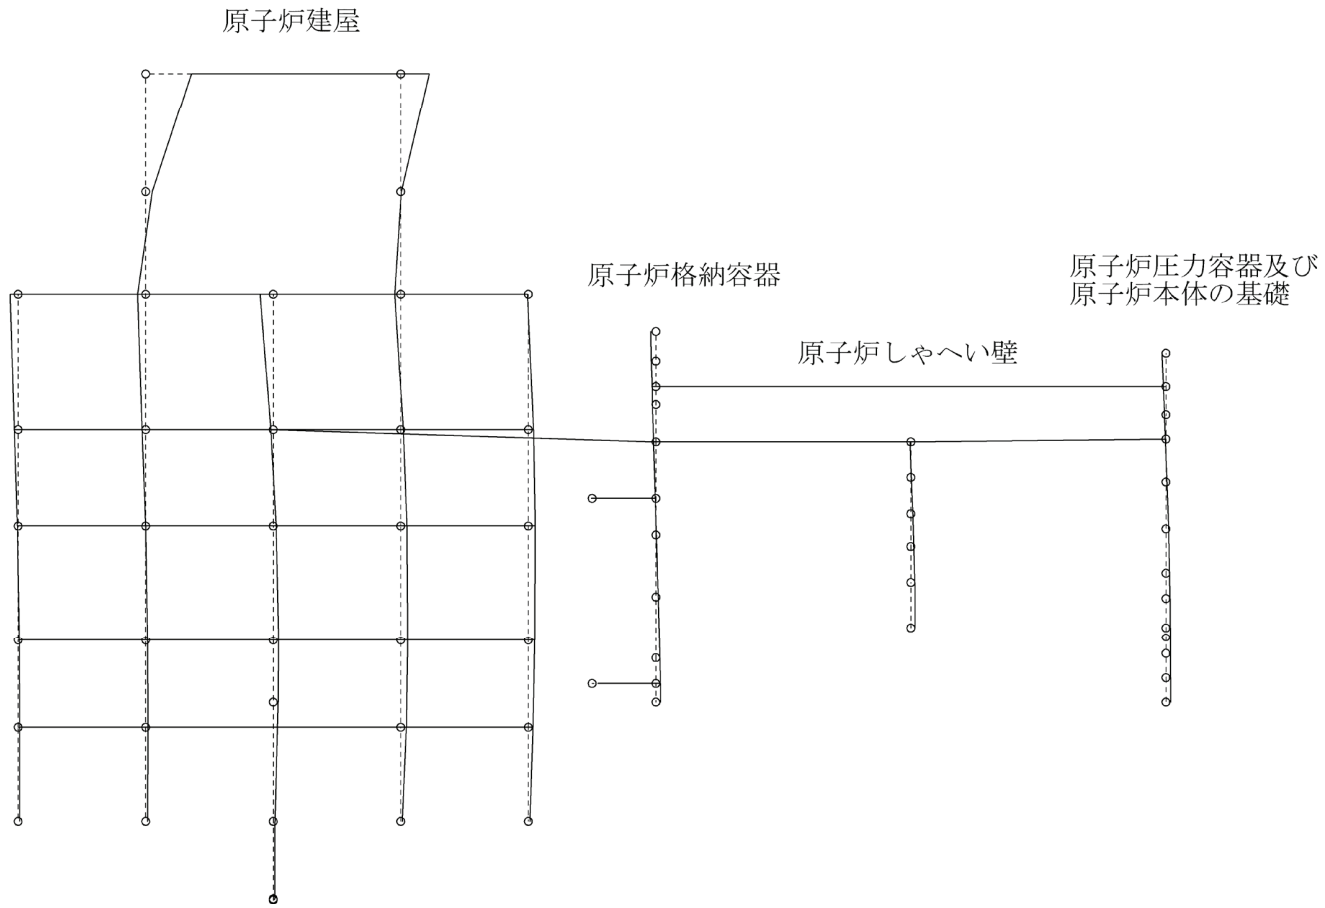 原子炉建屋
原子炉格納容器
原子炉圧力容器及び
原子炉本体の基礎
原子炉しゃへい壁